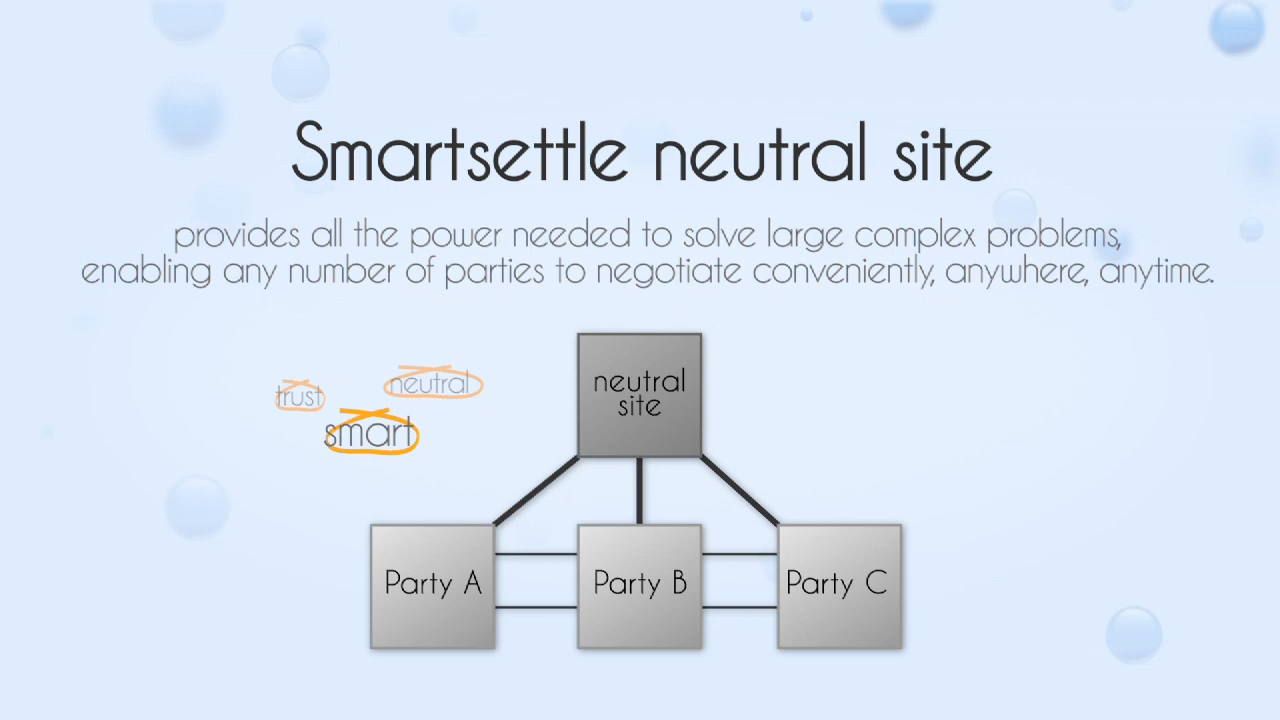 Smartsettle neutral site
provides all the power needed to solve large complex problems,
enabling any number of parties to negotiate conveniently, anywhere, anytime.
trust
neutral
smart
neutral
site
Party A
Party B
Party C